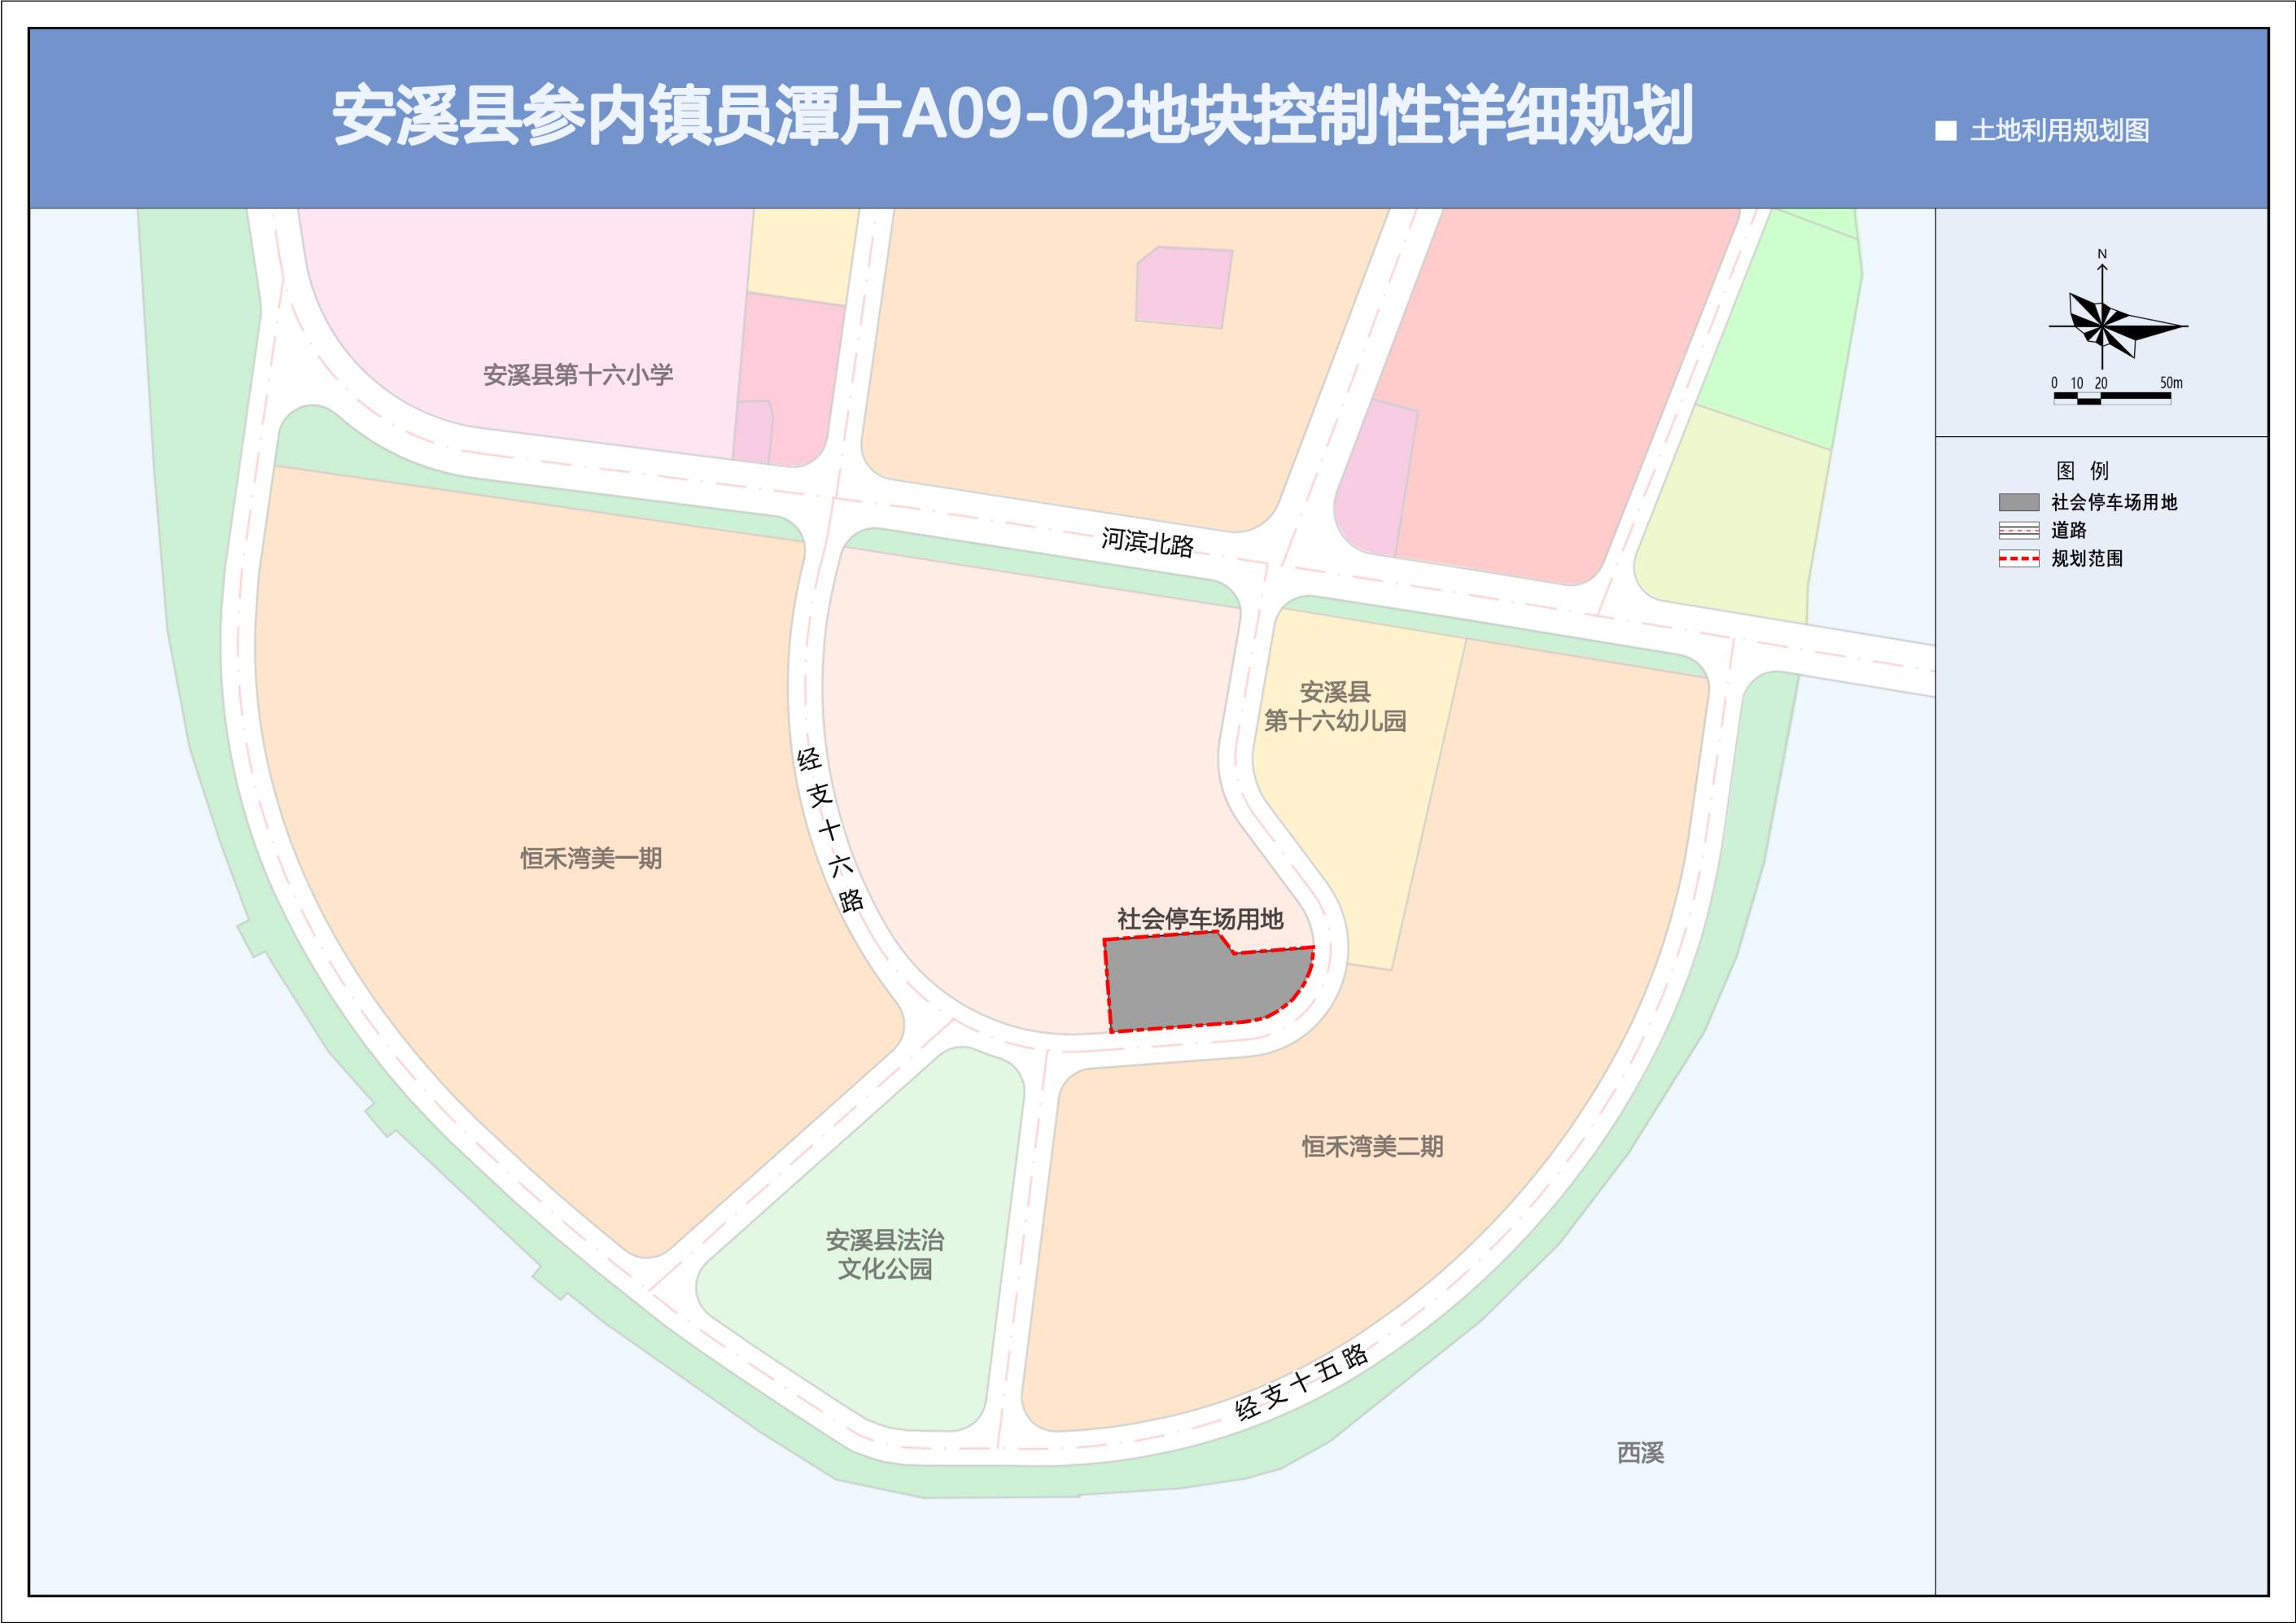 安溪县参内镇员潭片A09-02地块控制性详细规划
土地利用规划图
N
0 10 20 50m
图 例
社会停车场用地
道路
规划范围
安溪县第十六小学
河滨北路
安溪县
第十六幼儿园
经支十六路
恒禾湾美一期
社会停车场用地
恒禾湾美二期
安溪县法治
文化公园
经支十五路
西溪